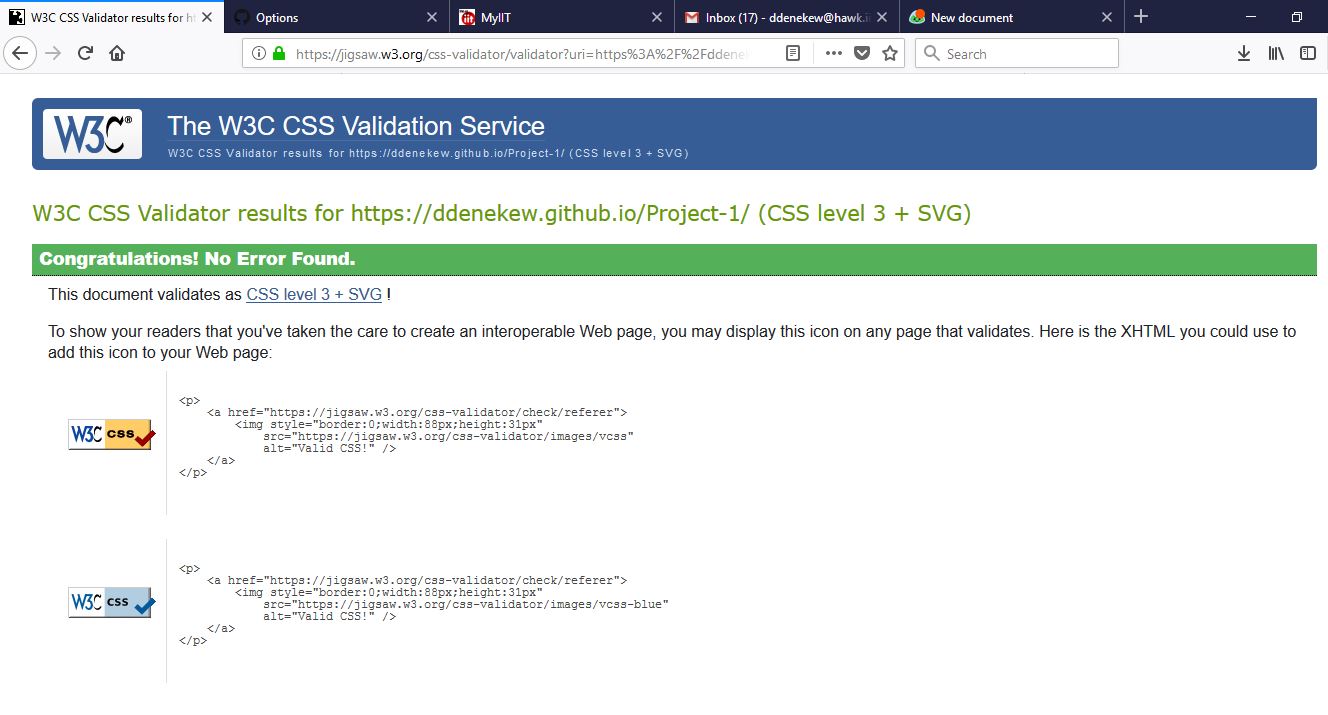 W3C CSS Validator results for ht
Options
MyIIT
Inbox (17) - ddenekew@hawk.i
New document
https://jigsaw.w3.org/css-validator/validator?uri=https%3A%2F%2Fddene
Search
W3C®
The W3C CSS Validation Service
W3C CSS Validator results for https://ddenekew.github.io/Project-1/ (CSS level 3 + SVG)
W3C CSS Validator results for https://ddenekew.github.io/Project-1/ (CSS level 3 + SVG)
Congratulations! No Error Found.
This document validates as CSS level 3 + SVG !
To show your readers that you've taken the care to create an interoperable Web page, you may display this icon on any page that validates. Here is the XHTML you could use to
add this icon to your Web page:
W3C css
<p>
<a href="https://jigsaw.w3.org/css-validator/check/referer">
<img style="border:0;width:88px;height:31px"
src="https://jigsaw.w3.org/css-validator/images/vcss"
alt="Valid CSS!" />
</a>
</p>
W3C css
<p>
<a href="https://jigsaw.w3.org/css-validator/check/referer">
<img style="border:0;width:88px;height:31px"
src="https://jigsaw.w3.org/css-validator/images/vcss-blue"
alt="Valid CSS!" />
</a>
</p>